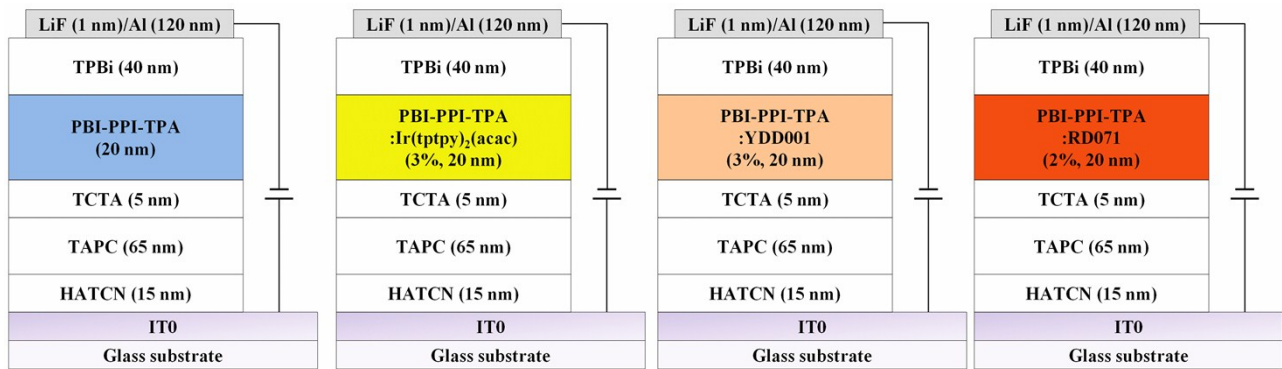 LiF (1 nm)/Al (120 nm)
TPBi (40 nm)
PBI-PPI-TPA
(20 nm)
TCTA (5 nm)
TAPC (65 nm)
HATCN (15 nm)
IT0
Glass substrate
LiF (1 nm)/Al (120 nm)
TPBi (40 nm)
PBI-PPI-TPA
:Ir(tptpy)₂(acac)
(3%, 20 nm)
TCTA (5 nm)
TAPC (65 nm)
HATCN (15 nm)
IT0
Glass substrate
LiF (1 nm)/Al (120 nm)
TPBi (40 nm)
PBI-PPI-TPA
:YDD001
(3%, 20 nm)
TCTA (5 nm)
TAPC (65 nm)
HATCN (15 nm)
IT0
Glass substrate
LiF (1 nm)/Al (120 nm)
TPBi (40 nm)
PBI-PPI-TPA
:RD071
(2%, 20 nm)
TCTA (5 nm)
TAPC (65 nm)
HATCN (15 nm)
IT0
Glass substrate